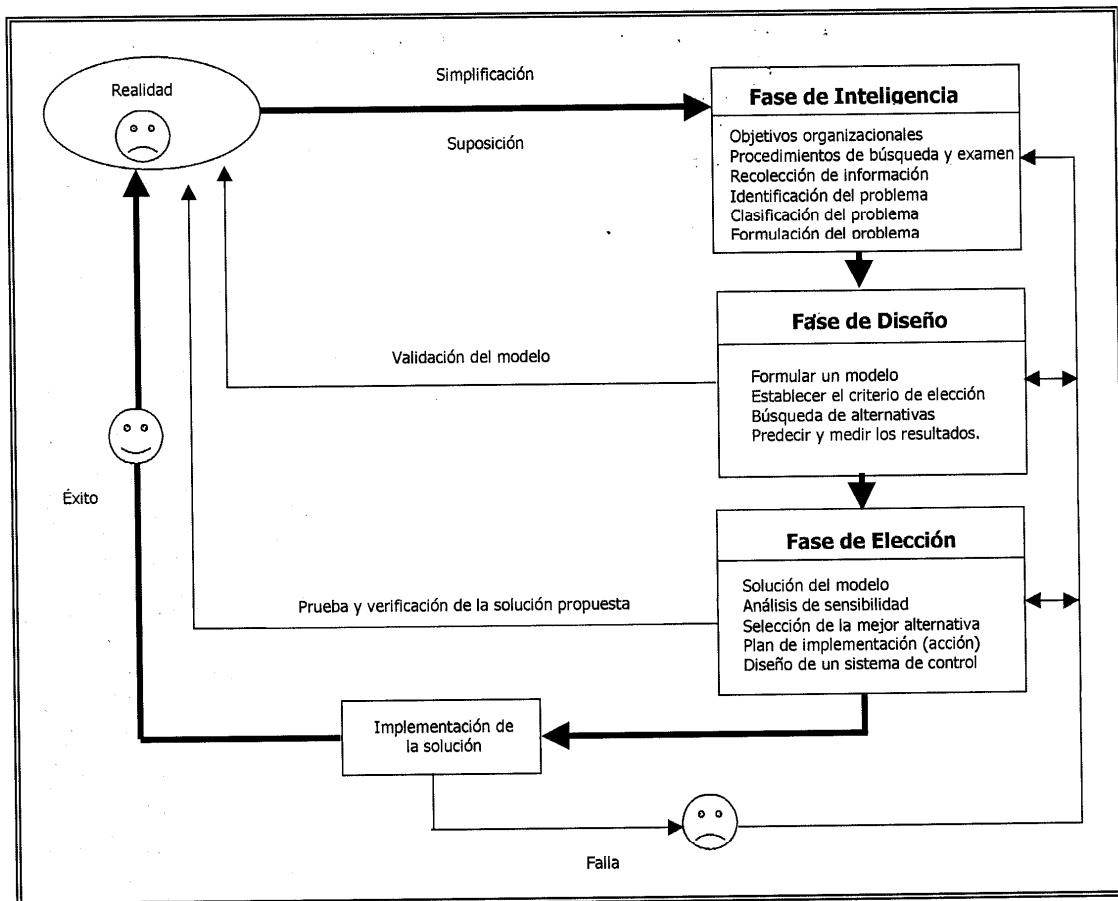 Realidad
Simplificación
Suposición
Fase de Inteligencia
Objetivos organizacionales
Procedimientos de búsqueda y examen
Recolección de información
Identificación del problema
Clasificación del problema
Formulación del problema
Fase de Diseño
Formular un modelo
Establecer el criterio de elección
Búsqueda de alternativas
Predecir y medir los resultados.
Validación del modelo
Éxito
Fase de Elección
Solución del modelo
Análisis de sensibilidad
Selección de la mejor alternativa
Plan de implementación (acción)
Diseño de un sistema de control
Prueba y verificación de la solución propuesta
Implementación de
la solución
Falla